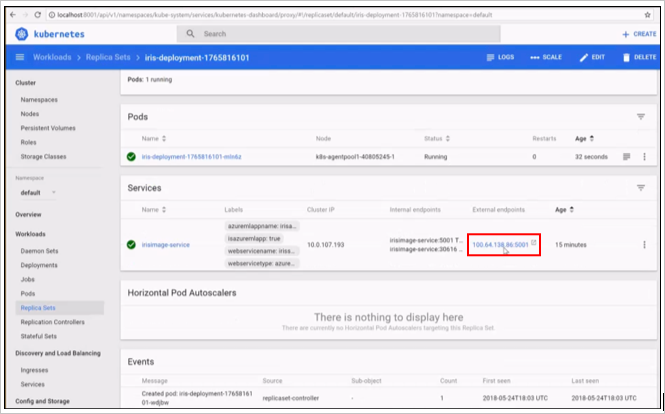 localhost:8001/api/v1/namespaces/kube-system/services/kubernetes-dashboard/proxy/#!/replicaset/default/iris-deployment-1765816101?namespace=default
kubernetes
Search
+ CREATE
Workloads > Replica Sets > iris-deployment-1765816101
LOGS
SCALE
EDIT
DELETE
Cluster
Namespaces
Nodes
Persistent Volumes
Roles
Storage Classes
Namespace
default
Overview
Workloads
Daemon Sets
Deployments
Jobs
Pods
Replica Sets
Replication Controllers
Stateful Sets
Discovery and Load Balancing
Ingresses
Services
Config and Storage
Pods: 1 running
Pods
Name Node Status Restarts Age
k8s-agentpool1-40805245-1 Running 0 32 seconds
Services
Name Labels Cluster IP Internal endpoints External endpoints Age
irisimage-service
azuremlappname: irisa...
isazuremlapp: true
webservicename: irisa...
webservicetype: azure...
10.0.107.193
irisimage-service:5001 T...
irisimage-service:30616 ...
100.64.138.86:5001
15 minutes
Horizontal Pod Autoscalers
There is nothing to display here
There are currently no Horizontal Pod Autoscalers targeting this Replica Set
Events
Message Source Sub-object Count First seen Last seen
Created pod: iris-deployment-17658161
01-wdjbw
replicaset-controller - 1 2018-05-24T18:03 UTC 2018-05-24T18:03 UTC